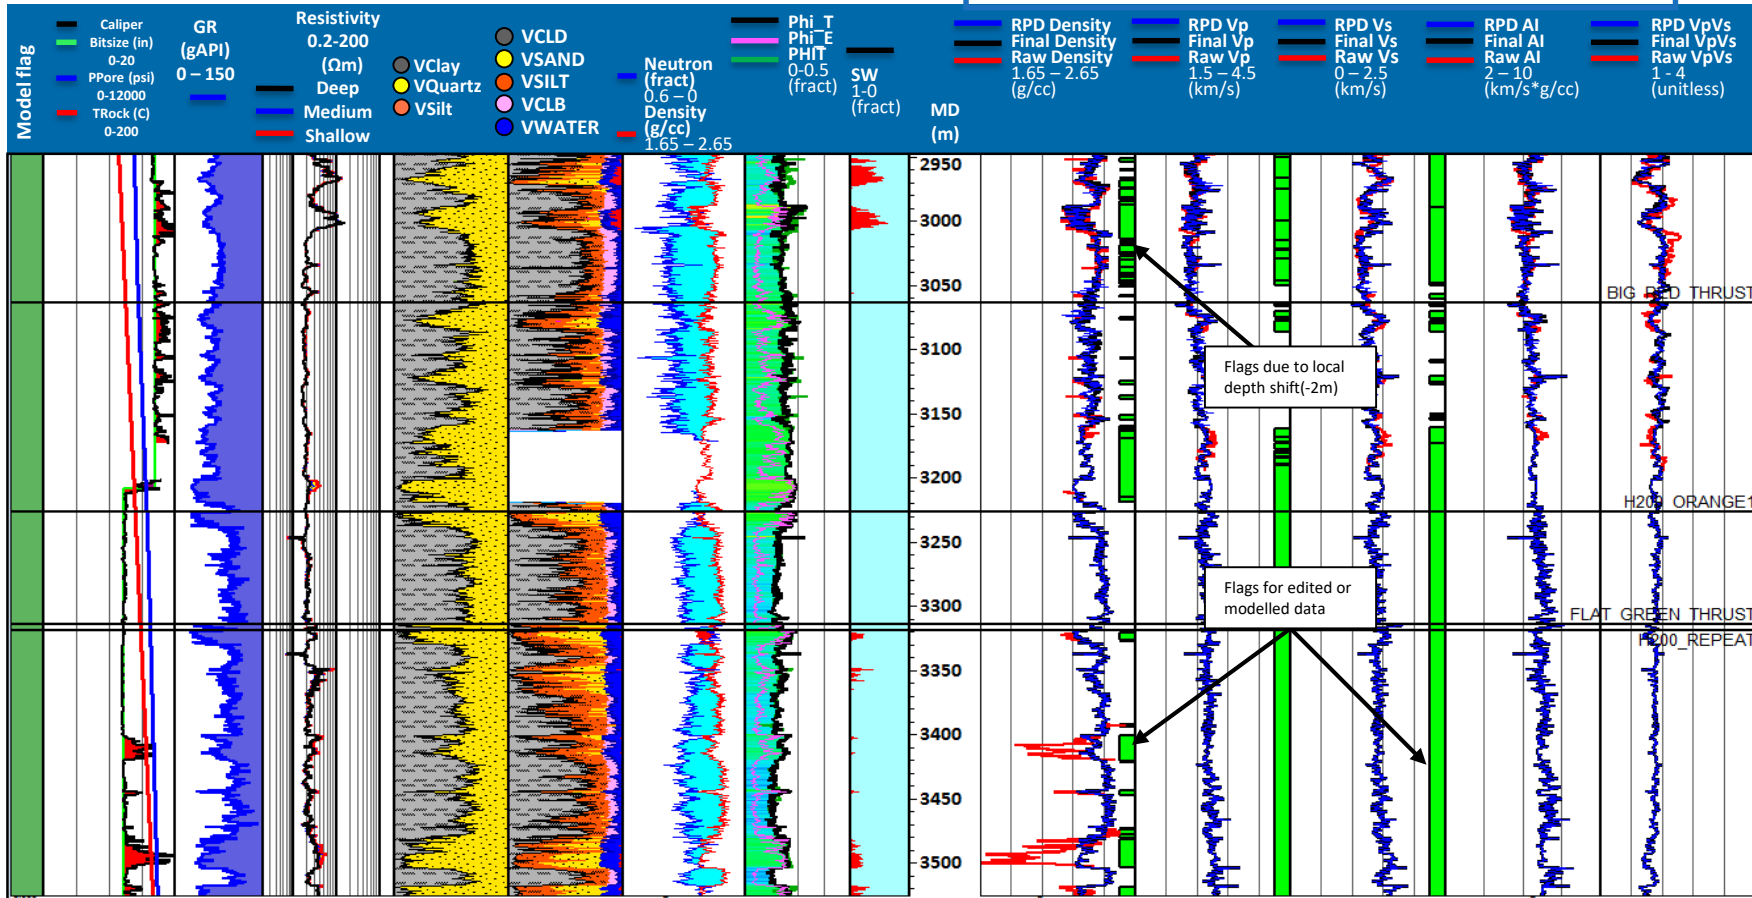 Model flag
Caliper
Bitsize (in)
0-20
PPore (psi)
0-12000
TRock (C)
0-200
GR
(gAPI)
0 – 150
Resistivity
0.2-200
(Ωm)
Deep
Medium
Shallow
VClay
VQuartz
VSilt
VCLD
VSAND
VSILT
VCLB
VWATER
Neutron
(fract)
0.6 – 0
Density
(g/cc)
1.65 – 2.65
Phi_T
Phi_E
PHIT
0-0.5
(fract)
SW
1-0
(fract)
MD
(m)
RPD Density
Final Density
Raw Density
1.65 – 2.65
(g/cc)
RPD Vp
Final Vp
Raw Vp
1.5 – 4.5
(km/s)
RPD Vs
Final Vs
Raw Vs
0 – 2.5
(km/s)
RPD AI
Final AI
Raw AI
2 – 10
(km/s*g/cc)
RPD VpVs
Final VpVs
Raw VpVs
1 - 4
(unitless)
2950
3000
3050
BIG_RED_THRUST
3100
Flags due to local
depth shift(-2m)
3150
3200
H200_ORANGE1
3250
Flags for edited or
modelled data
3300
FLAT_GREEN_THRUST
H200_REPEAT
3350
3400
3450
3500